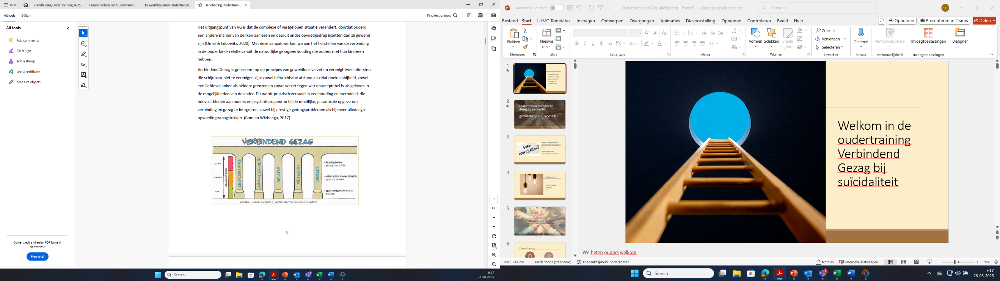 Menu
Handleiding Oudertraining 2025...
Huiswerkbladeren Oudertrainin...
Huiswerkbladeren Oudertrainin...
Handleiding Oudertraini...
All tools
E-Sign
Find text or tools
All tools
Add comments
Fill & Sign
Add a stamp
Use a certificate
Measure objects
Convert, edit and e-sign PDF forms &
agreements
Free trial
Het uitgangspunt van VG is dat de complexe of vastgelopen situatie verandert, doordat ouders
een andere manier van denken aanleren en daaruit ander opvoedgedrag inzetten dan zij gewend
zijn (Omer & Lebowitz, 2020). Met deze aanpak werken we aan het herstellen van de verbinding
in de ouder kind- relatie vanuit de natuurlijke gezagsverhouding die ouders met hun kinderen
hebben.
Verbindend Gezag is gebaseerd op de principes van geweldloos verzet en verenigt twee uitersten
die schijnbaar niet te verenigen zijn: zowel hiërarchische afstand als relationele nabijheid, zowel
een liefdevol anker als heldere grenzen en zowel verzet tegen wat onacceptabel is als geloven in
de mogelijkheden van de ander. Dit wordt praktisch vertaald in een houding en methodiek die
houvast bieden aan ouders en psychotherapeuten bij de moeilijke, paradoxale opgave om
verbinding en gezag te integreren, zowel bij ernstige gedragsproblemen als bij meer alledaagse
opvoedingsvraagstukken. (Bom en Wiebenga, 2017)
VERBINDEND GEZAG
ALARM
ZORGEN
OKÉ
WAAKZAME ZORG
ZELFCONTROLE
AANWEZIGHEID
RELATIE
NETWERK
VERZET
• BESCHERMING
- EENZIJDIGE ACTIES
• VERHOOGDE AANWEZIGHEID
- GERICHTE VRAGEN
• OPEN OPMERKZAAMHEID
- DIALOOG
WAARDEN, KADERS EN REGELS, VERTREKPUNTEN GEWELDLOOS VERZET
9
9
180
Search
9:17
26-08-2025
Automatisch opslaan
1 Oudertraining VG bij suicidaliteit - PowerP... • Opgeslagen in deze pc
Zoeken
SH
Bestand Start LUMC Templates Invoegen Ontwerpen Overgangen Animaties Diavoorstelling Opnemen Controleren Beeld Help
Opnemen
Presenteren in Teams
Delen
Plakken
Klembord
Nieuwe
dia
Dia's
Lettertype
Alinea
Vormen
Schikken
Snelle
stijlen
Tekenen
Zoeken
Vervangen
Selecteren
Bewerken
Dicteren
Spraak
Vertrouwelijkheid
Vertrouwelijkheid
Invoegtoepassingen
Invoegtoepassingen
Designer
1
Welkom in de
oudertraining
Verbindend
Gezag bij
suïcidaliteit
2
Oudertraining Verbindend
Gezag bij suïcidaliteit
gebaseerd op VG , GV en DGT
3
Even voorstellen?
Even voorstellen
4
Onderzoek
5
6
Inhoud training
Welkom in de
oudertraining
Verbindend
Gezag bij
suïcidaliteit
We heten ouders welkom
Dia 1 van 281
Nederlands (standaard)
Toegankelijkheid: onderzoeken
Notities
Weergave-instellingen
78%
Search
9:17
26-08-2025